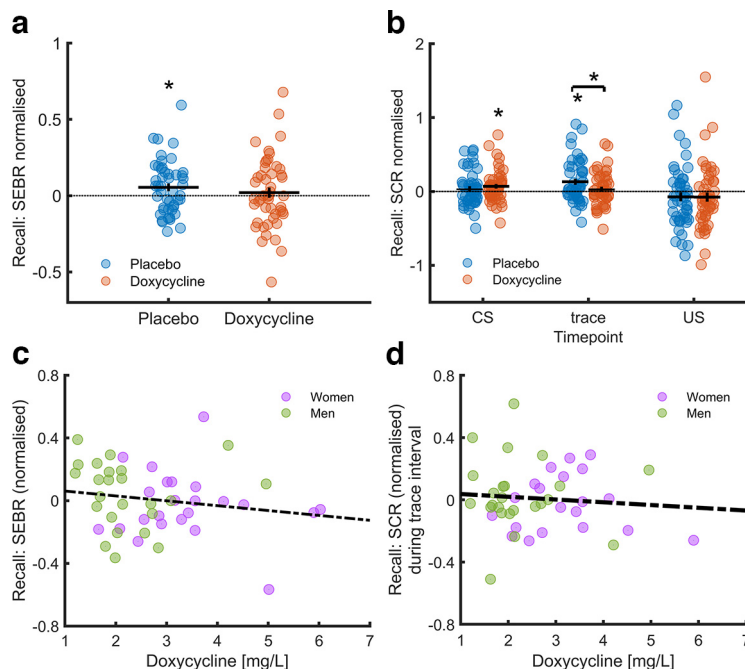 a
Recall: SEBR normalised
1
0.5
0
-0.5
*
Placebo
Doxycycline
Placebo
Doxycycline
b
Recall: SCR normalised
2
1
0
-1
*
*
*
Placebo
Doxycycline
CS
trace
US
Timepoint
c
Recall: SEBR (normalised)
0.8
0.4
0
-0.4
-0.8
Women
Men
1
2
3
4
5
6
7
Doxycycline [mg/L]
d
Recall: SCR (normalised)
during trace interval
0.8
0.4
0
-0.4
-0.8
Women
Men
1
2
3
4
5
6
7
Doxycycline [mg/L]